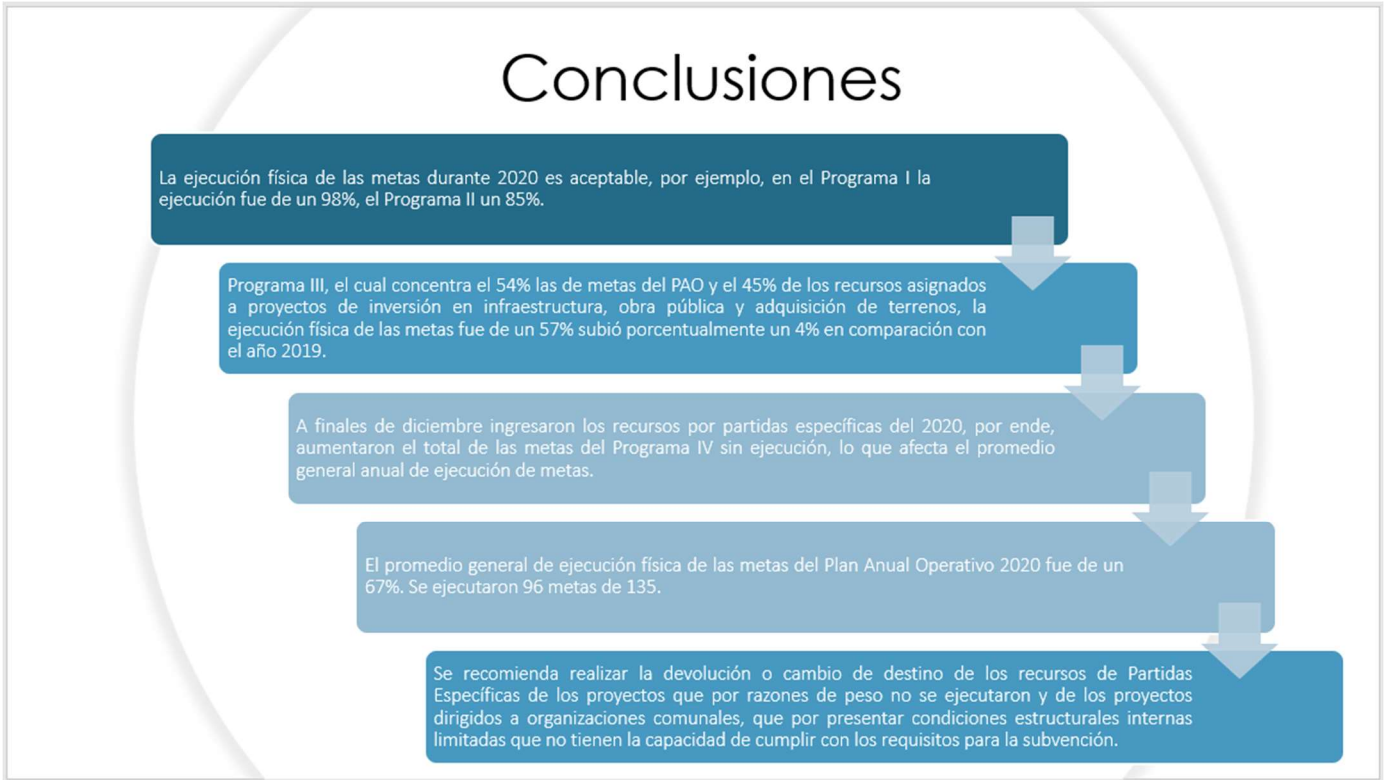 Conclusiones
La ejecución física de las metas durante 2020 es aceptable, por ejemplo, en el Programa I la
ejecución fue de un 98%, el Programa II un 85%.
Programa III, el cual concentra el 54% las de metas del PAO y el 45% de los recursos asignados
a proyectos de inversión en infraestructura, obra pública y adquisición de terrenos, la
ejecución física de las metas fue de un 57% subió porcentualmente un 4% en comparación con
el año 2019.
A finales de diciembre ingresaron los recursos por partidas específicas del 2020, por ende,
aumentaron el total de las metas del Programa IV sin ejecución, lo que afecta el promedio
general anual de ejecución de metas.
El promedio general de ejecución física de las metas del Plan Anual Operativo 2020 fue de un
67%. Se ejecutaron 96 metas de 135.
Se recomienda realizar la devolución o cambio de destino de los recursos de Partidas
Específicas de los proyectos que por razones de peso no se ejecutaron y de los proyectos
dirigidos a organizaciones comunales, que por presentar condiciones estructurales internas
limitadas que no tienen la capacidad de cumplir con los requisitos para la subvención.